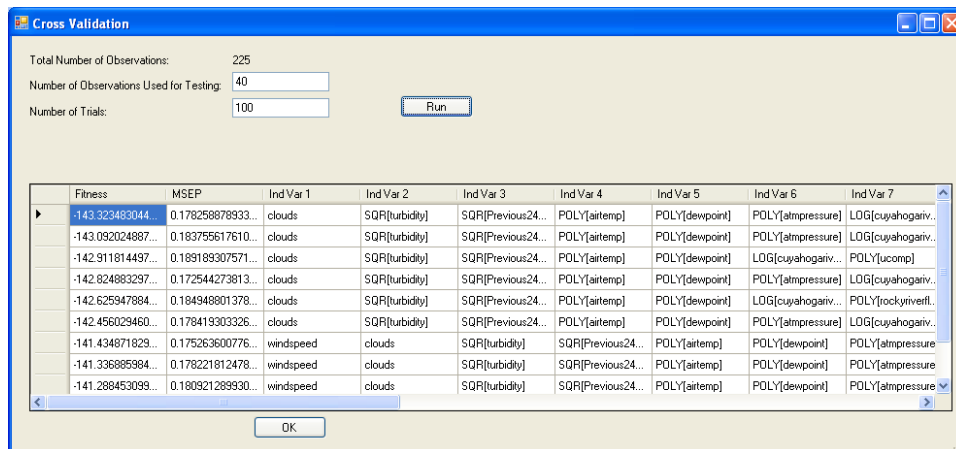 Cross Validation
Total Number of Observations: 225
Number of Observations Used for Testing: 40
Number of Trials: 100 Run
Fitness MSEP Ind Var 1 Ind Var 2 Ind Var 3 Ind Var 4 Ind Var 5 Ind Var 6 Ind Var 7
-143.323483044... 0.178258878933... clouds SQR[turbidity] SQR[Previous24... POLY[airtemp] POLY[dewpoint] POLY[atmpressure] LOG[cuyahogariv...
-143.092024887... 0.183755617610... clouds SQR[turbidity] SQR[Previous24... POLY[airtemp] POLY[dewpoint] POLY[atmpressure] LOG[cuyahogariv...
-142.911814497... 0.189189307571... clouds SQR[turbidity] SQR[Previous24... POLY[airtemp] POLY[dewpoint] LOG[cuyahogariv... POLY[ucomp]
-142.824883297... 0.172544273813... clouds SQR[turbidity] SQR[Previous24... POLY[airtemp] POLY[dewpoint] POLY[atmpressure] LOG[cuyahogariv...
-142.625947884... 0.184948801378... clouds SQR[turbidity] SQR[Previous24... POLY[airtemp] POLY[dewpoint] LOG[cuyahogariv... POLY[rockyriverfl...
-142.456029460... 0.178419303326... clouds SQR[turbidity] SQR[Previous24... POLY[airtemp] POLY[dewpoint] POLY[atmpressure] LOG[cuyahogariv...
-141.434871829... 0.175263600776... windspeed clouds SQR[turbidity] SQR[Previous24... POLY[airtemp] POLY[dewpoint] POLY[atmpressure
-141.336885984... 0.178221812478... windspeed clouds SQR[turbidity] SQR[Previous24... POLY[airtemp] POLY[dewpoint] POLY[atmpressure
-141.288453099... 0.180921289930... windspeed clouds SQR[turbidity] SQR[Previous24... POLY[airtemp] POLY[dewpoint] POLY[atmpressure
OK